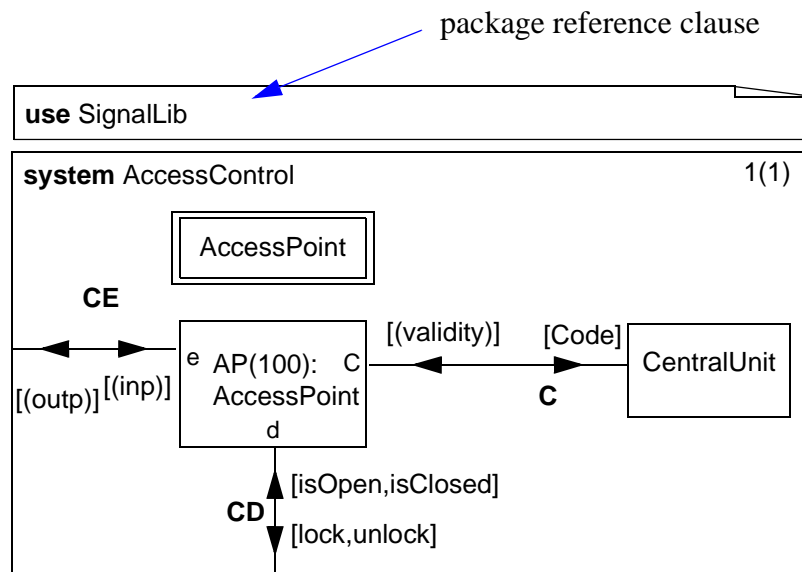 package reference clause
use SignalLib
system AccessControl 1(1)
AccessPoint
CE
[(validity)] [Code]
e AP(100): C
AccessPoint
d
CentralUnit
[(outp)] [(inp)]
C
[isOpen,isClosed]
CD
[lock,unlock]